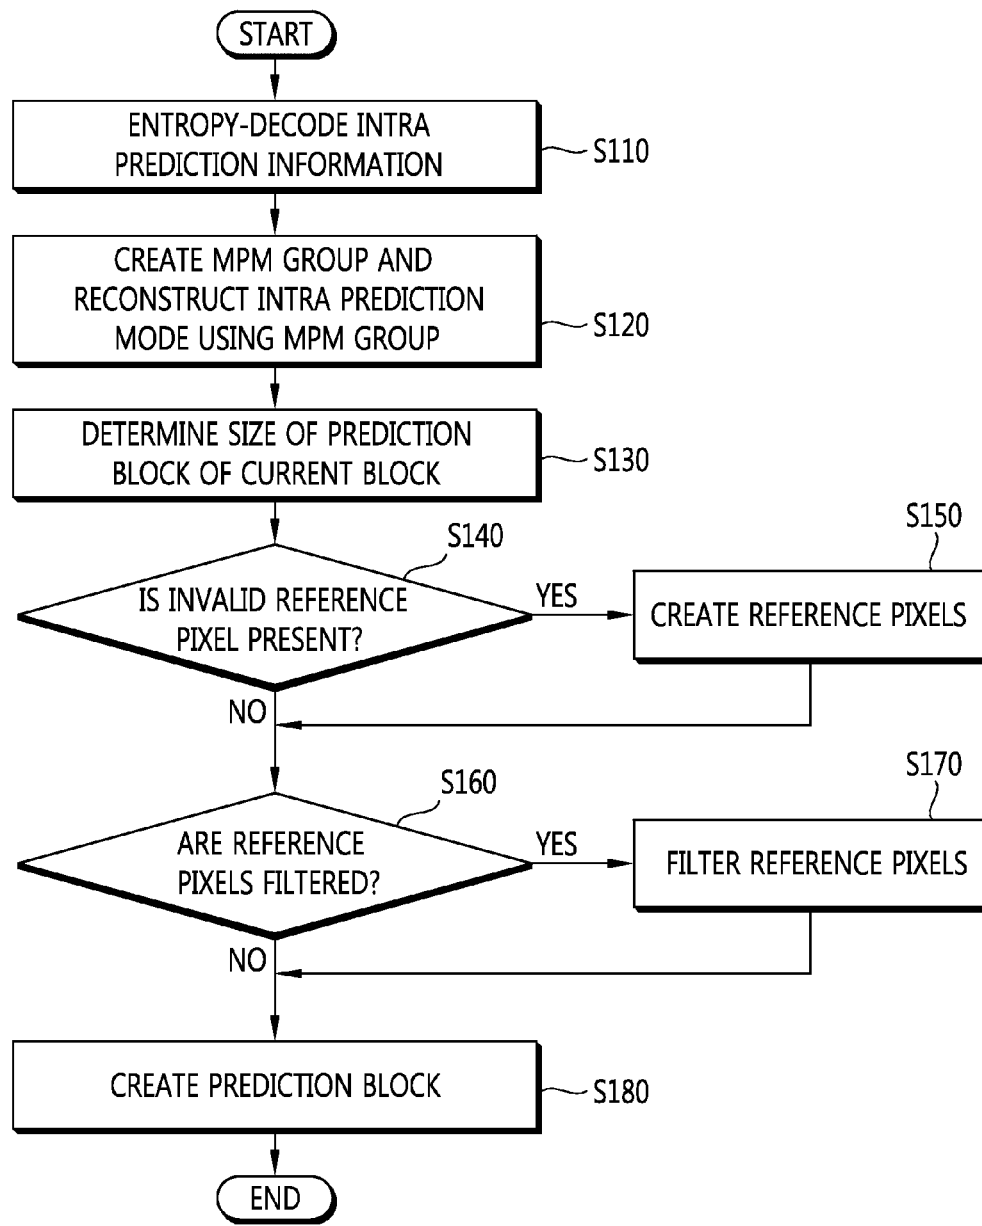 START
ENTROPY-DECODE INTRA
PREDICTION INFORMATION
S110
CREATE MPM GROUP AND
RECONSTRUCT INTRA PREDICTION
MODE USING MPM GROUP
S120
DETERMINE SIZE OF PREDICTION
BLOCK OF CURRENT BLOCK
S130
S140
IS INVALID REFERENCE
PIXEL PRESENT?
YES
S150
CREATE REFERENCE PIXELS
NO
S160
ARE REFERENCE
PIXELS FILTERED?
YES
S170
FILTER REFERENCE PIXELS
NO
CREATE PREDICTION BLOCK
S180
END